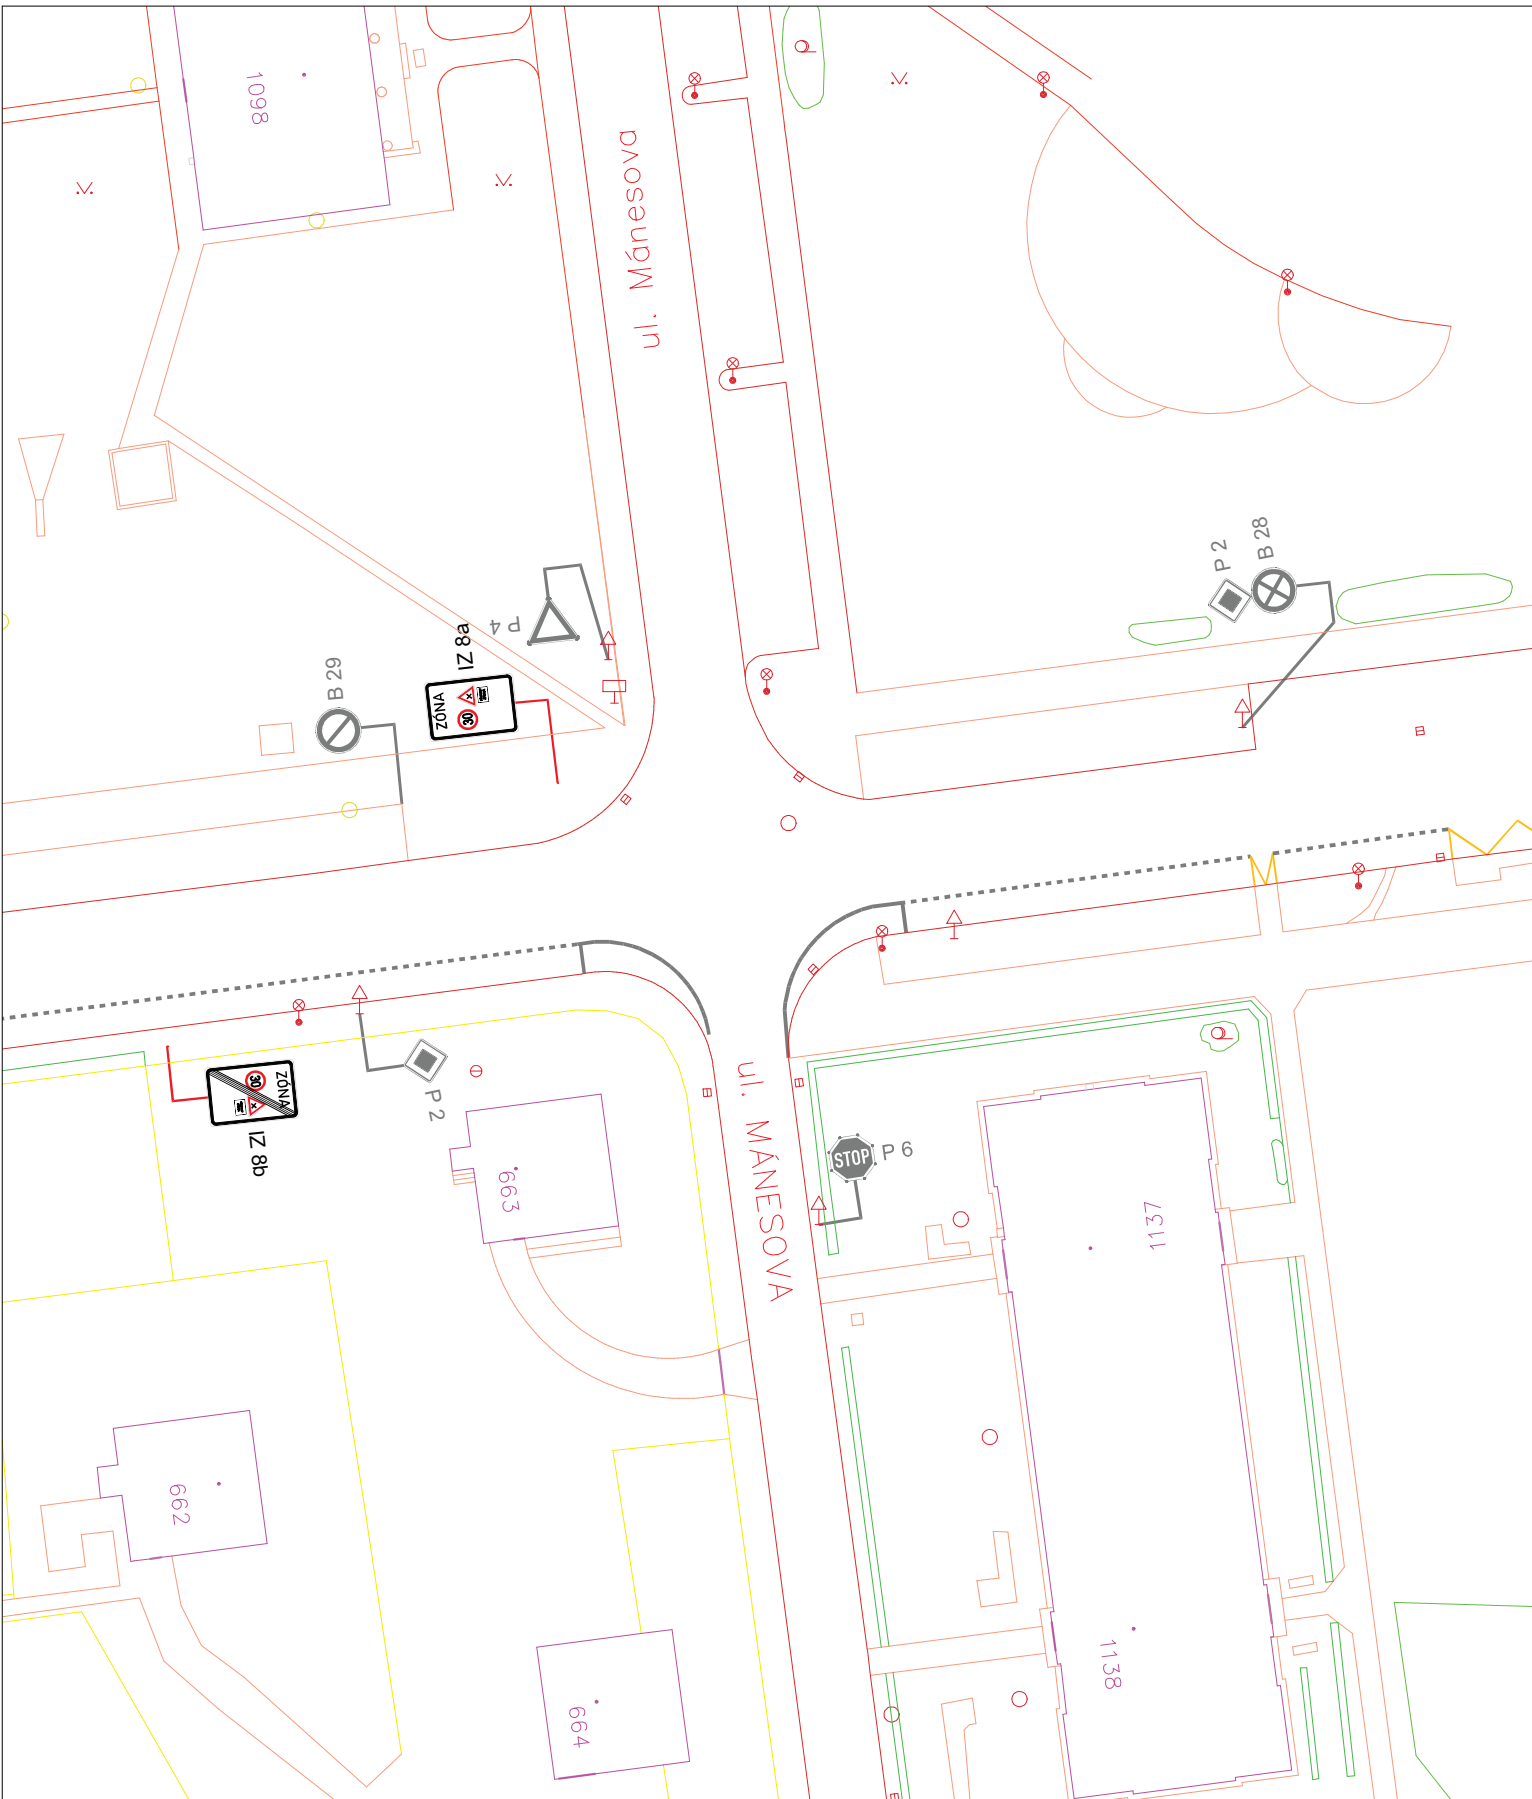 1098
ul. Mánesova
P 2
B 28
P 4
IZ 8a
B 29
ZÓNA
30
ZÓNA
30
IZ 8b
P 2
663
ul. MÁNESOVA
STOP
P 6
1137
662
664
1138